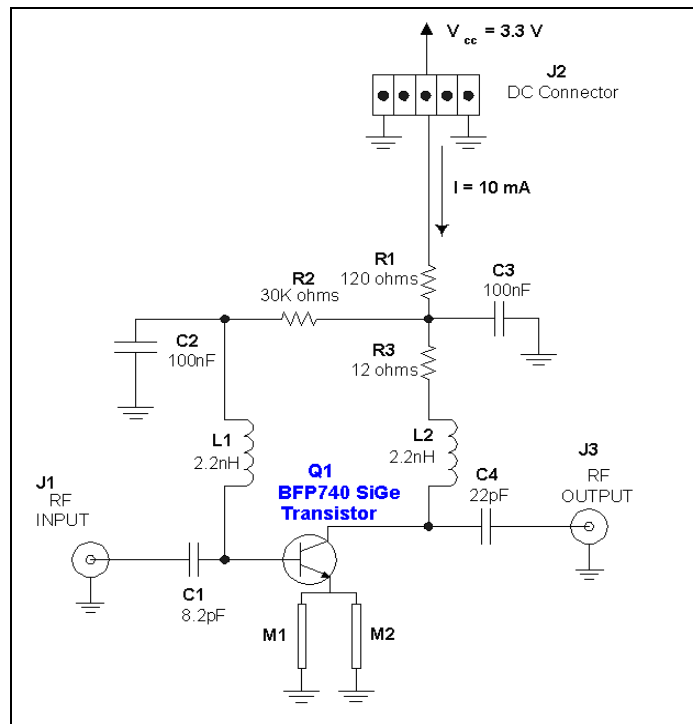 V cc = 3.3 V
J2
DC Connector
I = 10 mA
R1
120 ohms
R2
30K ohms
C3
100nF
C2
100nF
R3
12 ohms
L1
2.2nH
L2
2.2nH
Q1
BFP740 SiGe
Transistor
J1
RF
INPUT
C4
22pF
J3
RF
OUTPUT
C1
8.2pF
M1
M2